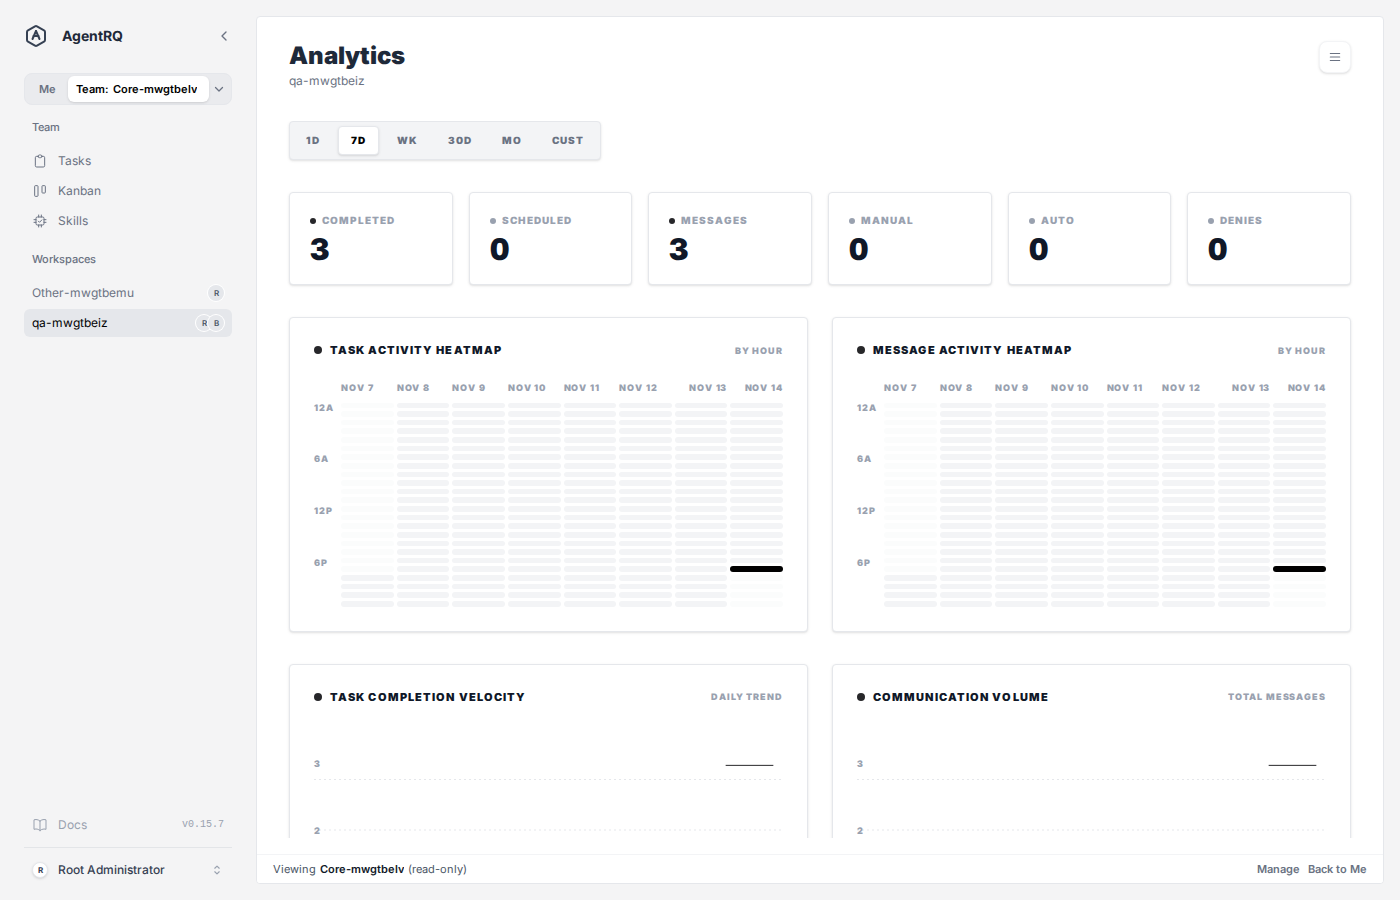 AgentRQ
Me
Team: Core-mwgtbelv
Team
Tasks
Kanban
Skills
Workspaces
Other-mwgtbemu
R
qa-mwgtbeiz
R B
Docs
v0.15.7
R
Root Administrator
Analytics
qa-mwgtbeiz
1D 7D WK 30D MO CUST
COMPLETED
3
SCHEDULED
0
MESSAGES
3
MANUAL
0
AUTO
0
DENIES
0
TASK ACTIVITY HEATMAP
BY HOUR
NOV 7 NOV 8 NOV 9 NOV 10 NOV 11 NOV 12 NOV 13 NOV 14
12A
6A
12P
6P
MESSAGE ACTIVITY HEATMAP
BY HOUR
NOV 7 NOV 8 NOV 9 NOV 10 NOV 11 NOV 12 NOV 13 NOV 14
12A
6A
12P
6P
TASK COMPLETION VELOCITY
DAILY TREND
3
2
COMMUNICATION VOLUME
TOTAL MESSAGES
3
2
Viewing Core-mwgtbelv (read-only)
Manage Back to Me